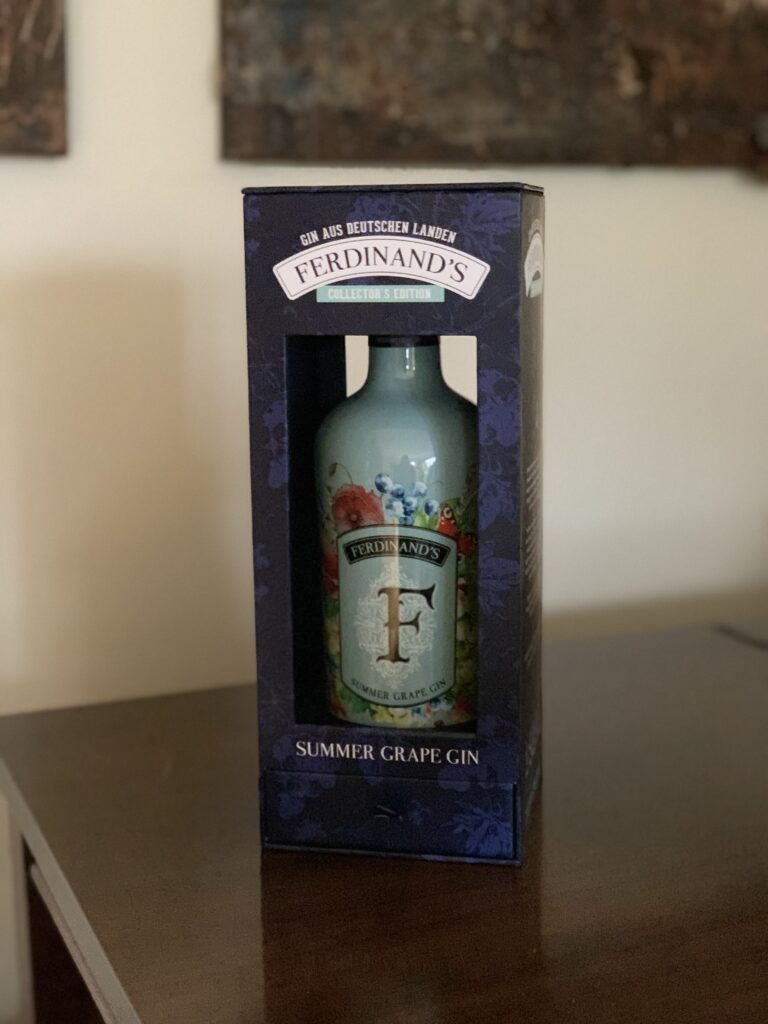 GIN AUS DEUTSCHEN LANDEN
FERDINAND'S
COLLECTOR'S EDITION
FERDINAND'S
F
SUMMER GRAPE GIN
SUMMER GRAPE GIN